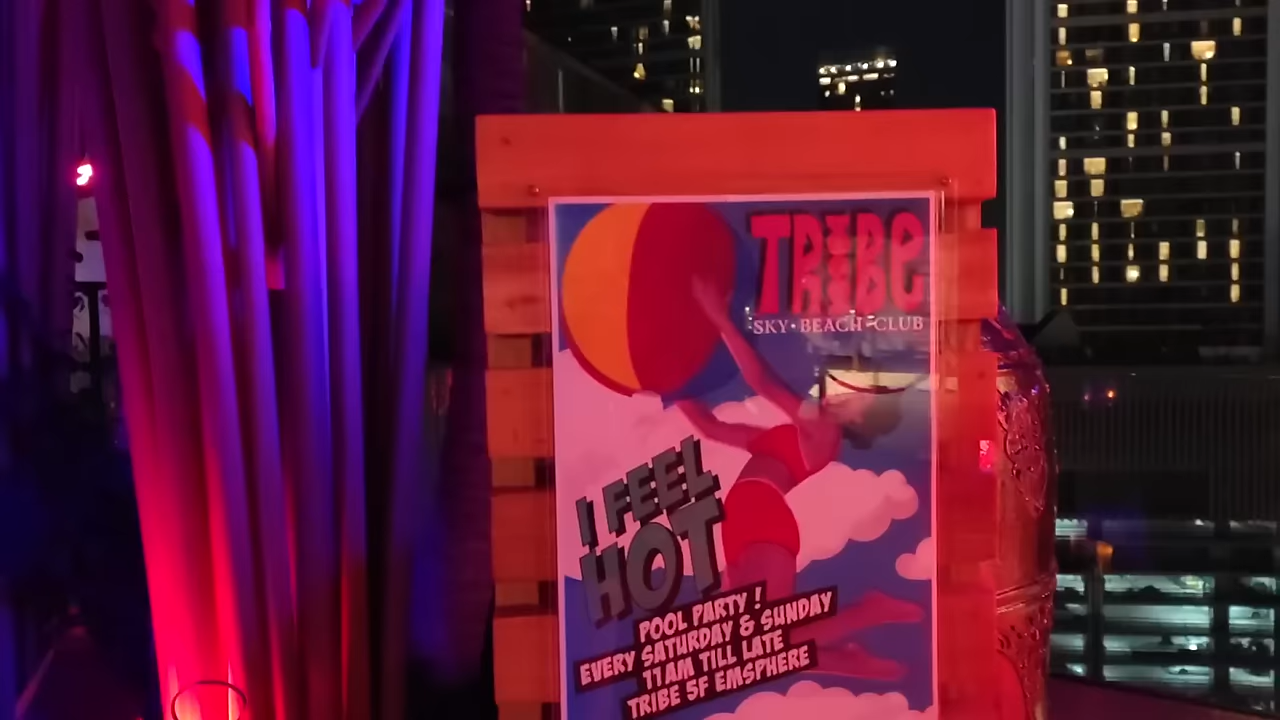 TRIBE
SKY•BEACH•CLUB
I FEEL
HOT
POOL PARTY !
EVERY SATURDAY & SUNDAY
11AM TILL LATE
TRIBE 5F EMSPHERE